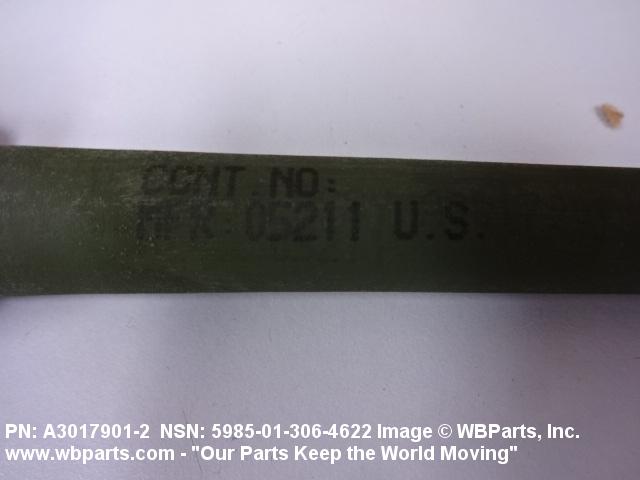 CCNT.NO:
MFR 05211 U.S.
PN: A3017901-2 NSN: 5985-01-306-4622 Image © WBParts, Inc.
www.wbparts.com - "Our Parts Keep the World Moving"